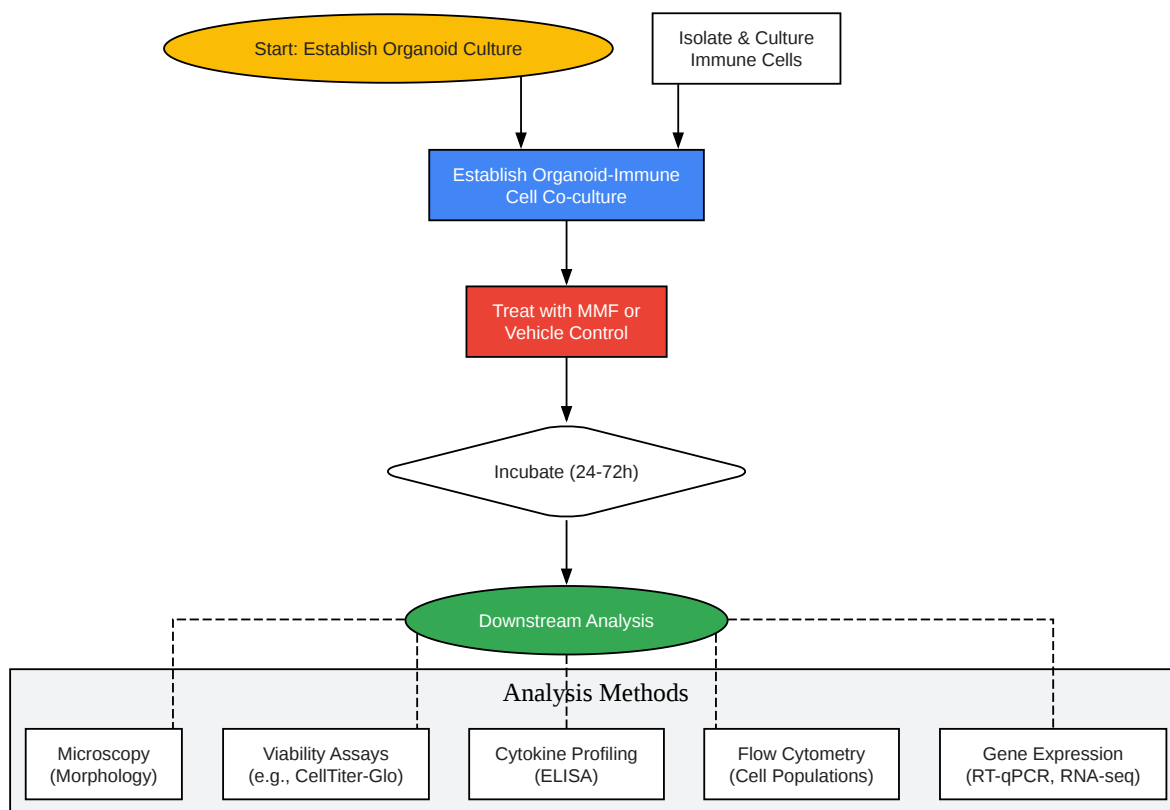 Start: Establish Organoid Culture
Isolate & Culture
Immune Cells
Establish Organoid-Immune
Cell Co-culture
Treat with MMF or
Vehicle Control
Incubate (24-72h)
Downstream Analysis
Analysis Methods
Microscopy
(Morphology)
Viability Assays
(e.g., CellTiter-Glo)
Cytokine Profiling
(ELISA)
Flow Cytometry
(Cell Populations)
Gene Expression
(RT-qPCR, RNA-seq)